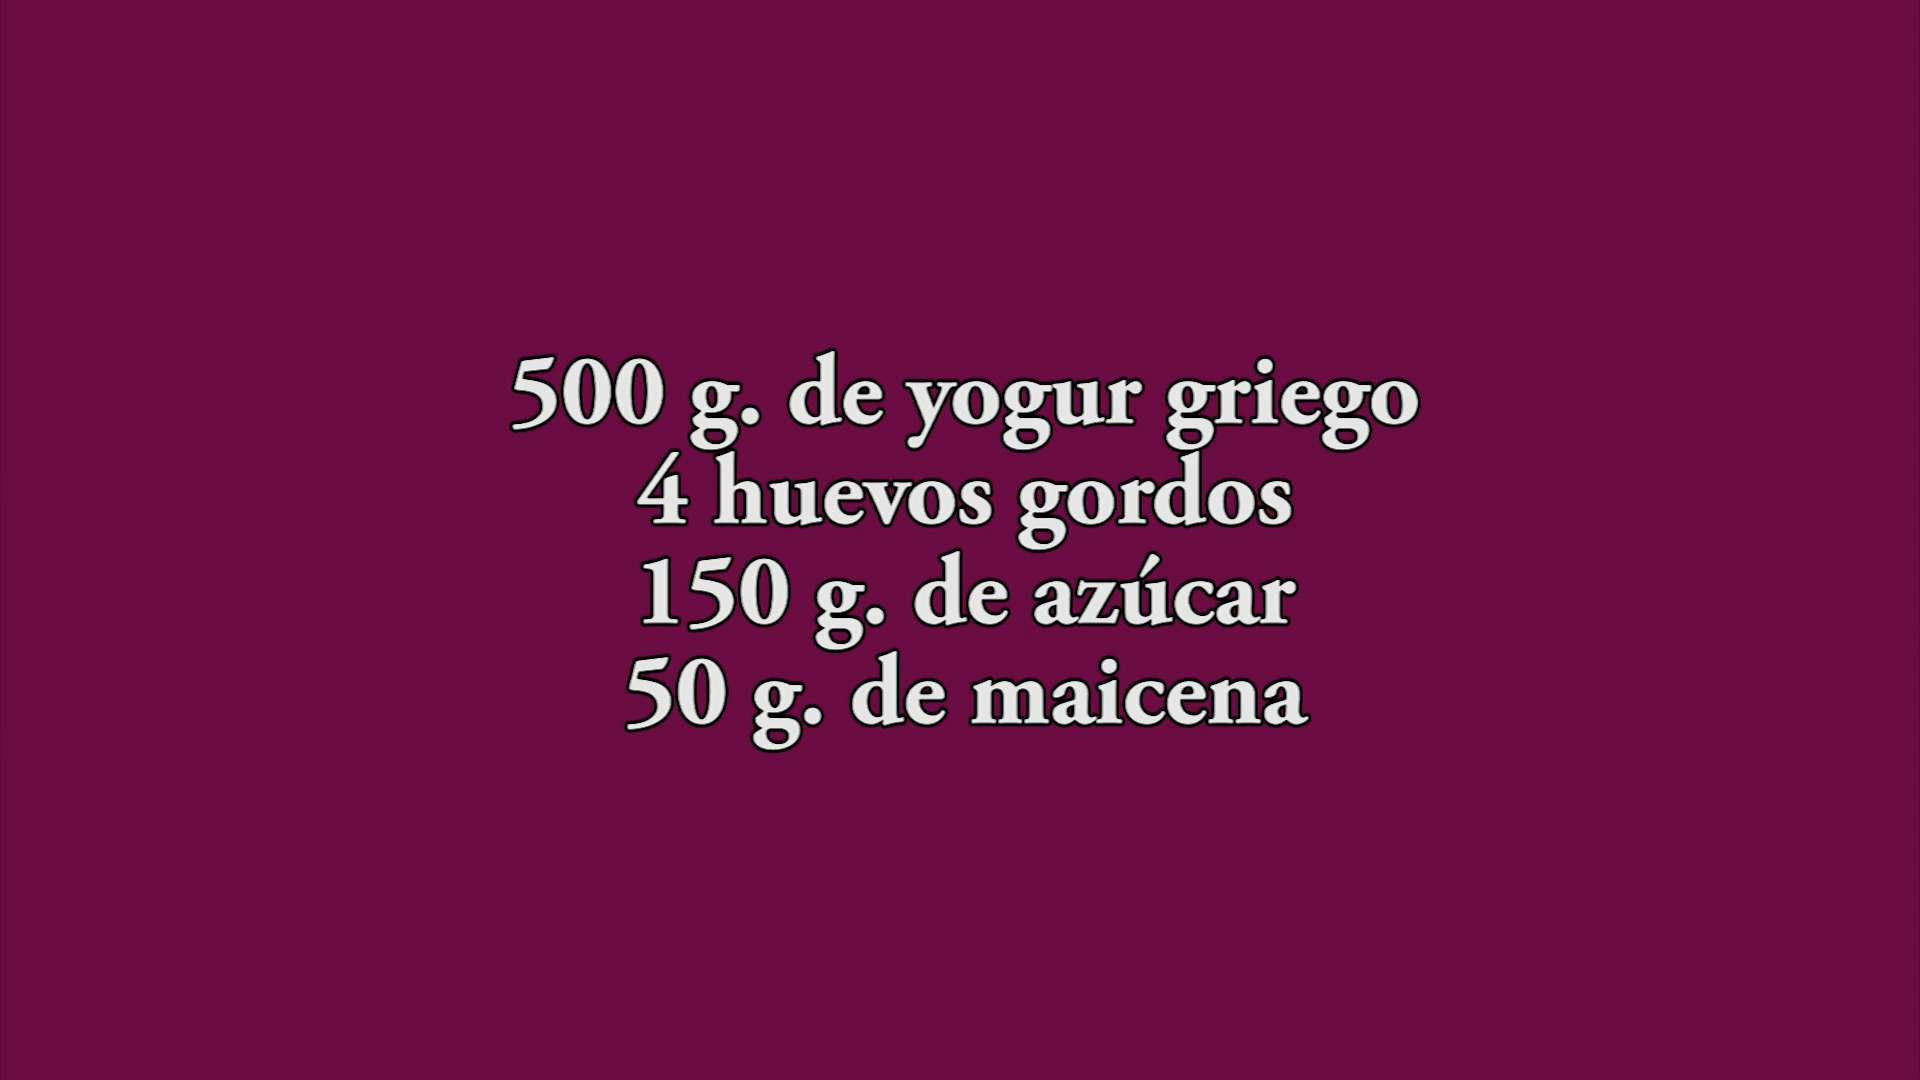 500 g. de yogur griego
4 huevos gordos
150 g. de azúcar
50 g. de maicena